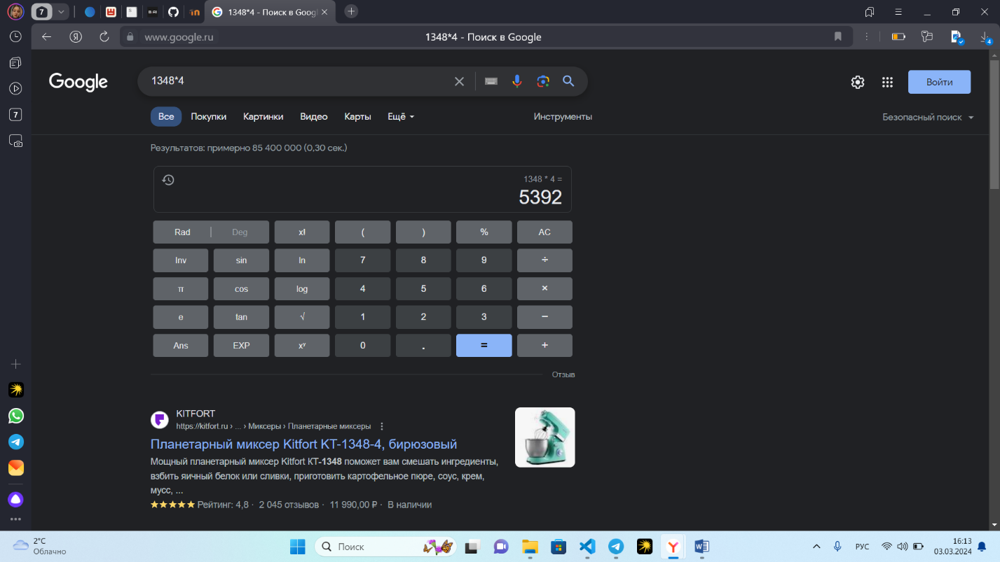 7
1348*4 - Поиск в Goog
www.google.ru
1348*4 - Поиск в Google
4
7
Google
1348*4
Войти
Все
Покупки
Картинки
Видео
Карты
Ещё
Инструменты
Безопасный поиск
Результатов: примерно 85 400 000 (0,30 сек.)
1348 * 4 =
5392
Rad | Deg x! ( ) % AC
Inv sin ln 7 8 9 ÷
π cos log 4 5 6 ×
e tan √ 1 2 3 −
Ans EXP xʸ 0 . = +
Отзыв
KITFORT
https://kitfort.ru › ... › Миксеры › Планетарные миксеры
Планетарный миксер Kitfort KT-1348-4, бирюзовый
Мощный планетарный миксер Kitfort КТ-1348 поможет вам смешать ингредиенты,
взбить яичный белок или сливки, приготовить картофельное пюре, соус, крем,
мусс, ...
Рейтинг: 4,8 · 2 045 отзывов · 11 990,00 ₽ · В наличии
2°C
Облачно
Поиск
РУС
16:13
03.03.2024